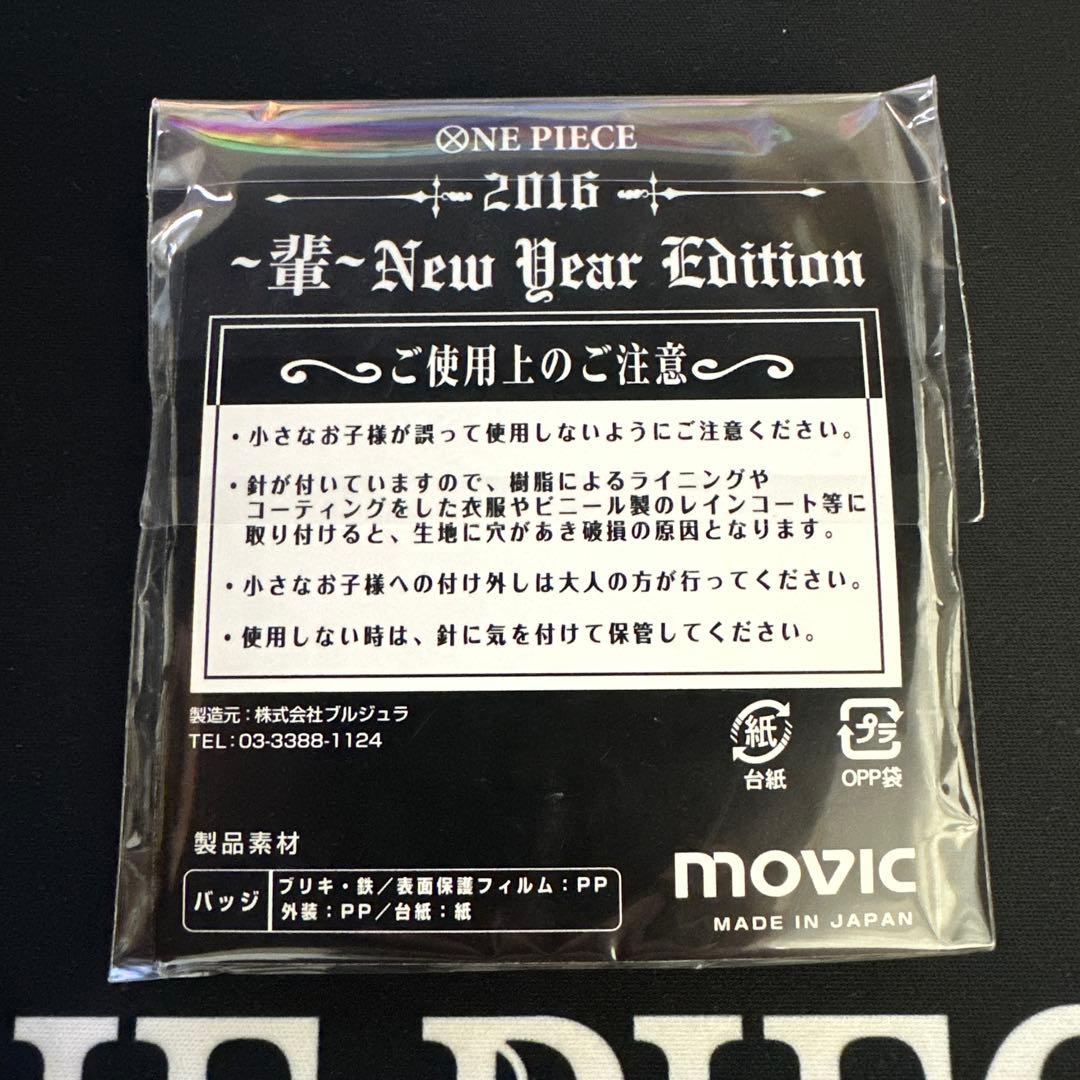 ONE PIECE
2016
~輩~New Year Edition
ご使用上のご注意
・小さなお子様が誤って使用しないようにご注意ください。
・針が付いていますので、樹脂によるライニングや
コーティングをした衣服やビニール製のレインコート等に
取り付けると、生地に穴があき破損の原因となります。
・小さなお子様への付け外しは大人の方が行ってください。
・使用しない時は、針に気を付けて保管してください。
製造元：株式会社ブルジュラ
TEL：03-3388-1124
紙
台紙
プラ
OPP袋
製品素材
バッジ
ブリキ・鉄／表面保護フィルム：PP
外装：PP／台紙：紙
movic
MADE IN JAPAN